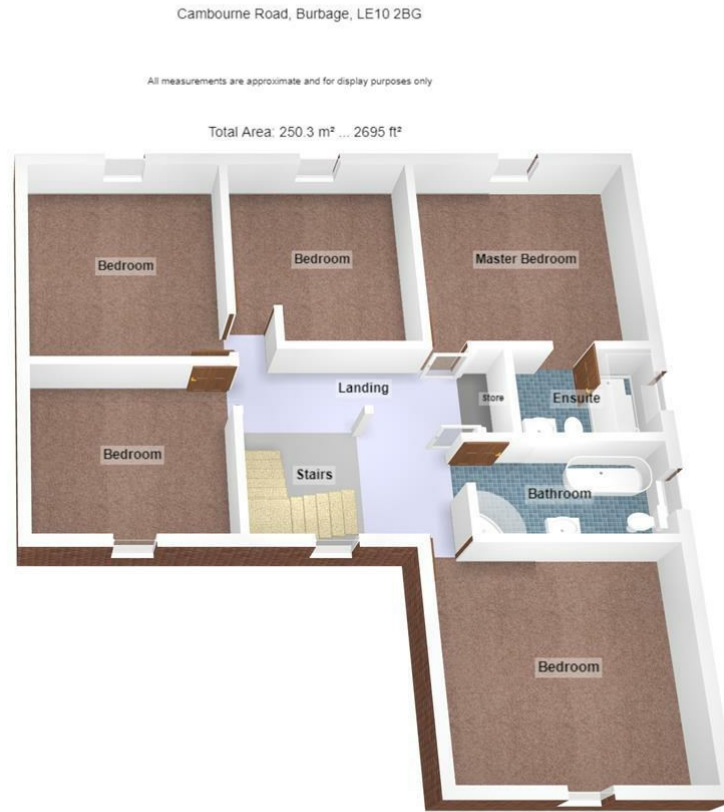 Cambourne Road, Burbage, LE10 2BG
All measurements are approximate and for display purposes only
Total Area: 250.3 m² ... 2695 ft²
Bedroom
Bedroom
Master Bedroom
Landing
Store
Ensuite
Bedroom
Stairs
Bathroom
Bedroom